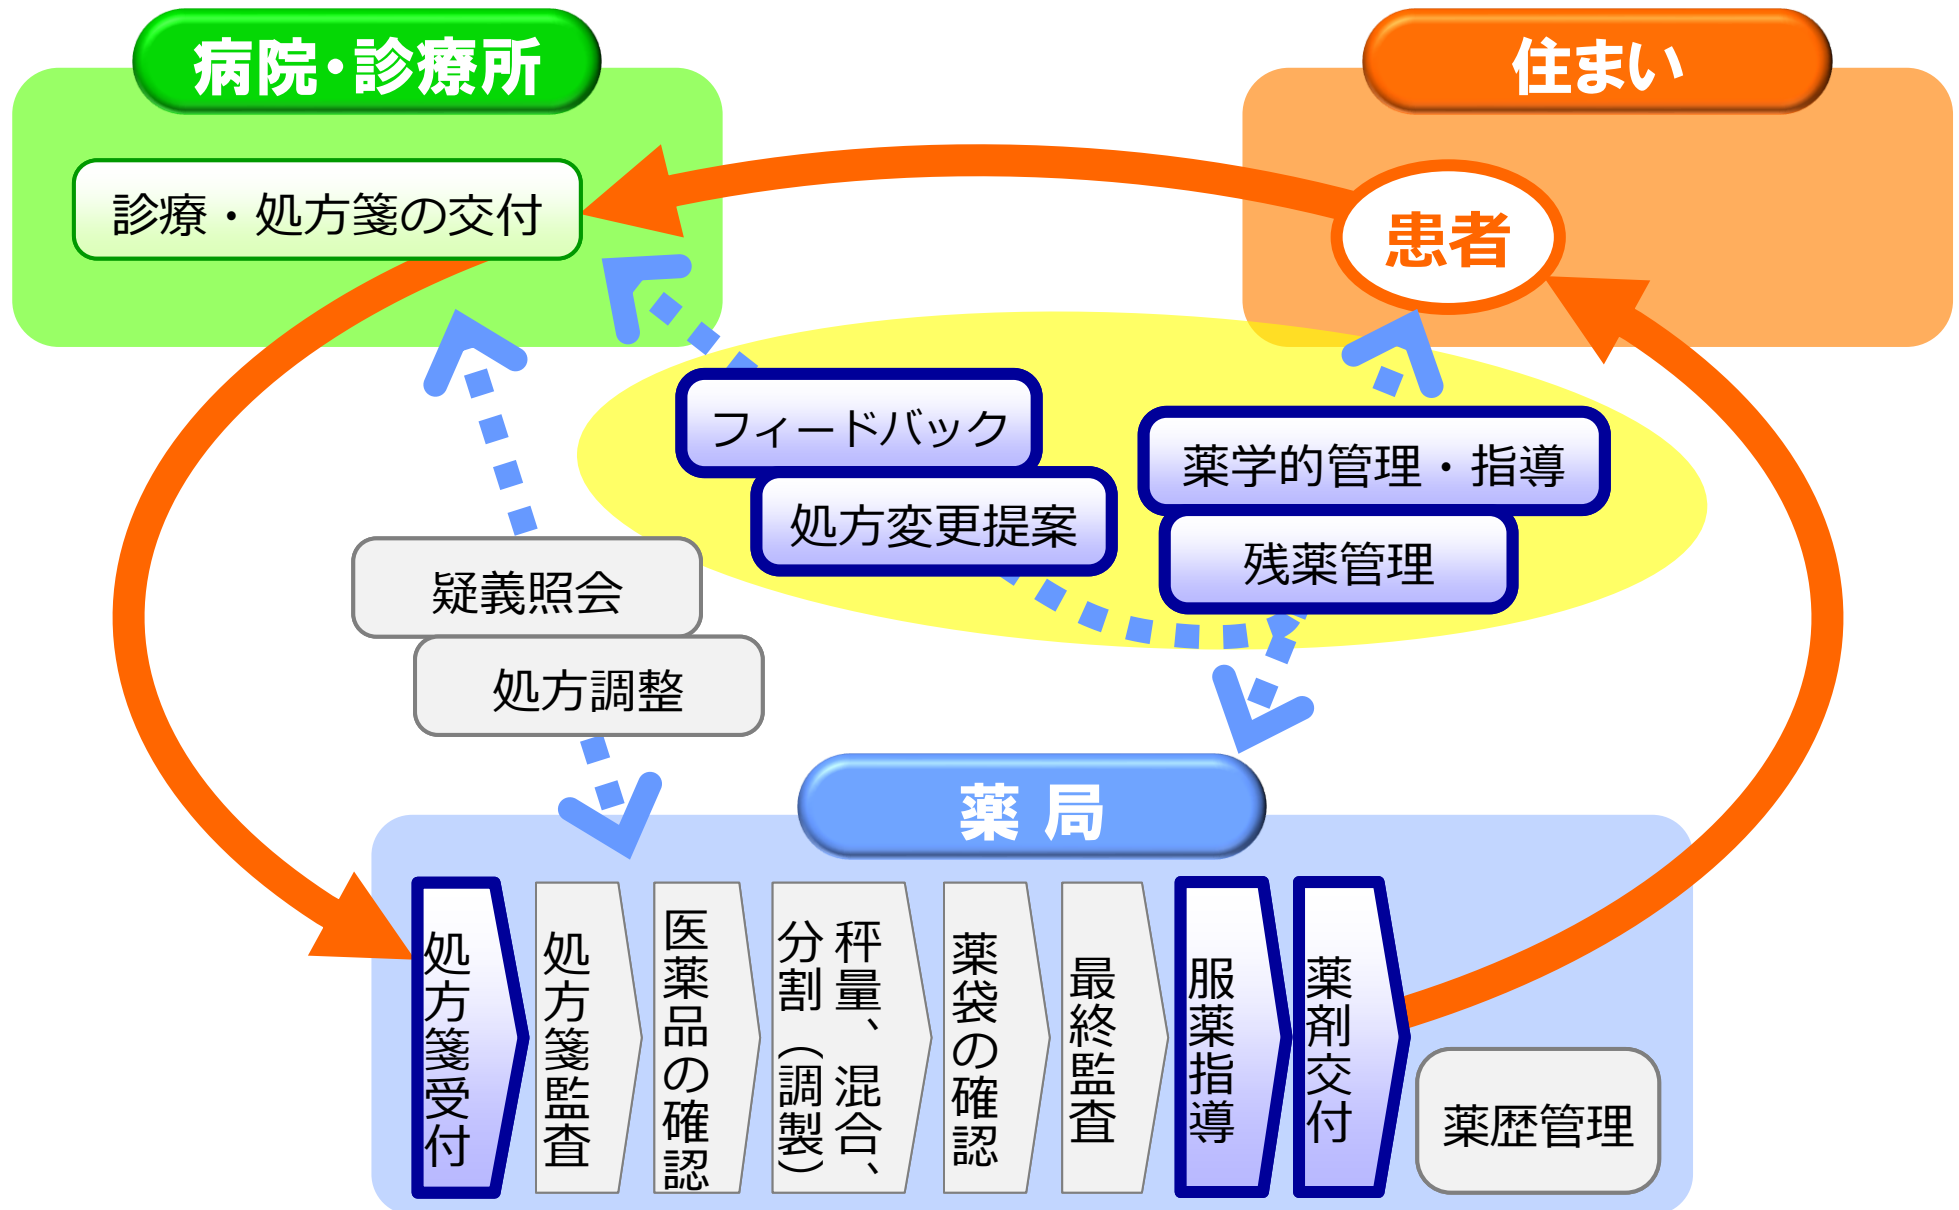 病院・診療所
住まい
診療・処方箋の交付
患者
フィードバック
処方変更提案
薬学的管理・指導
残薬管理
疑義照会
処方調整
薬 局
処方箋受付
処方箋監査
医薬品の確認
秤量、混合、
分割（調製）
薬袋の確認
最終監査
服薬指導
薬剤交付
薬歴管理